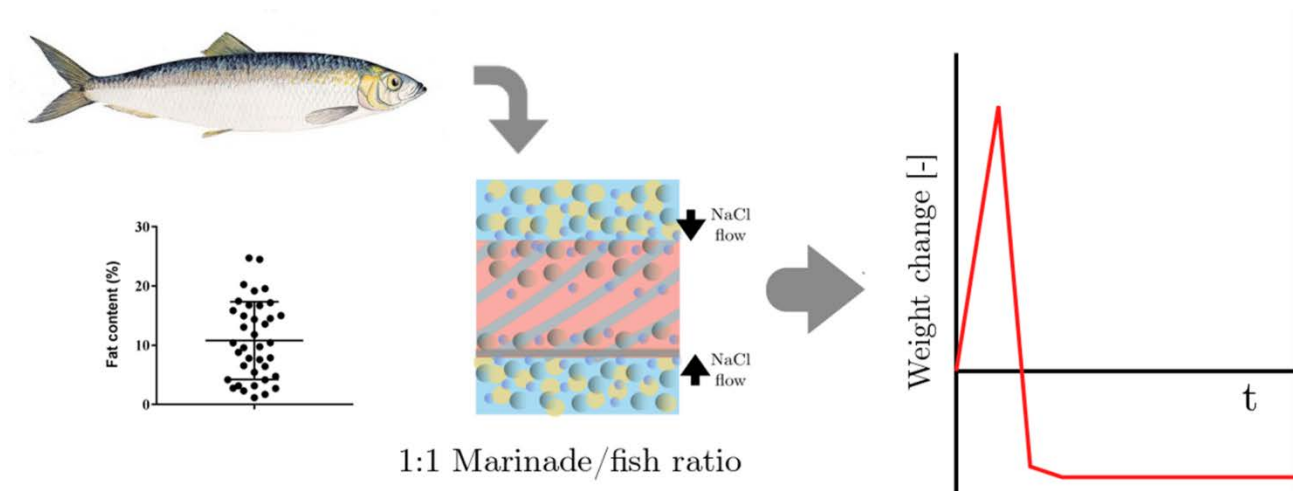 NaCl
flow
30
20
10
0
Fat content (%)
NaCl
flow
1:1 Marinade/fish ratio
Weight change [-]
t